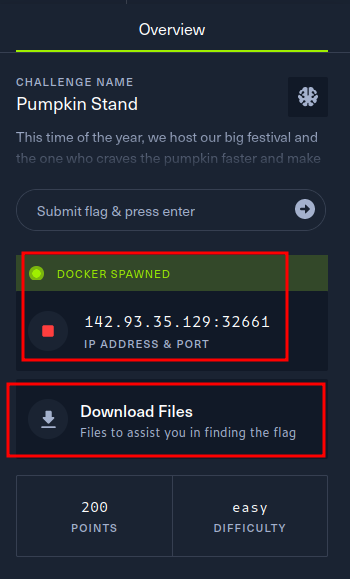 Overview
CHALLENGE NAME
Pumpkin Stand
This time of the year, we host our big festival and
the one who craves the pumpkin faster and make
Submit flag & press enter
DOCKER SPAWNED
142.93.35.129:32661
IP ADDRESS & PORT
Download Files
Files to assist you in finding the flag
200
POINTS
easy
DIFFICULTY